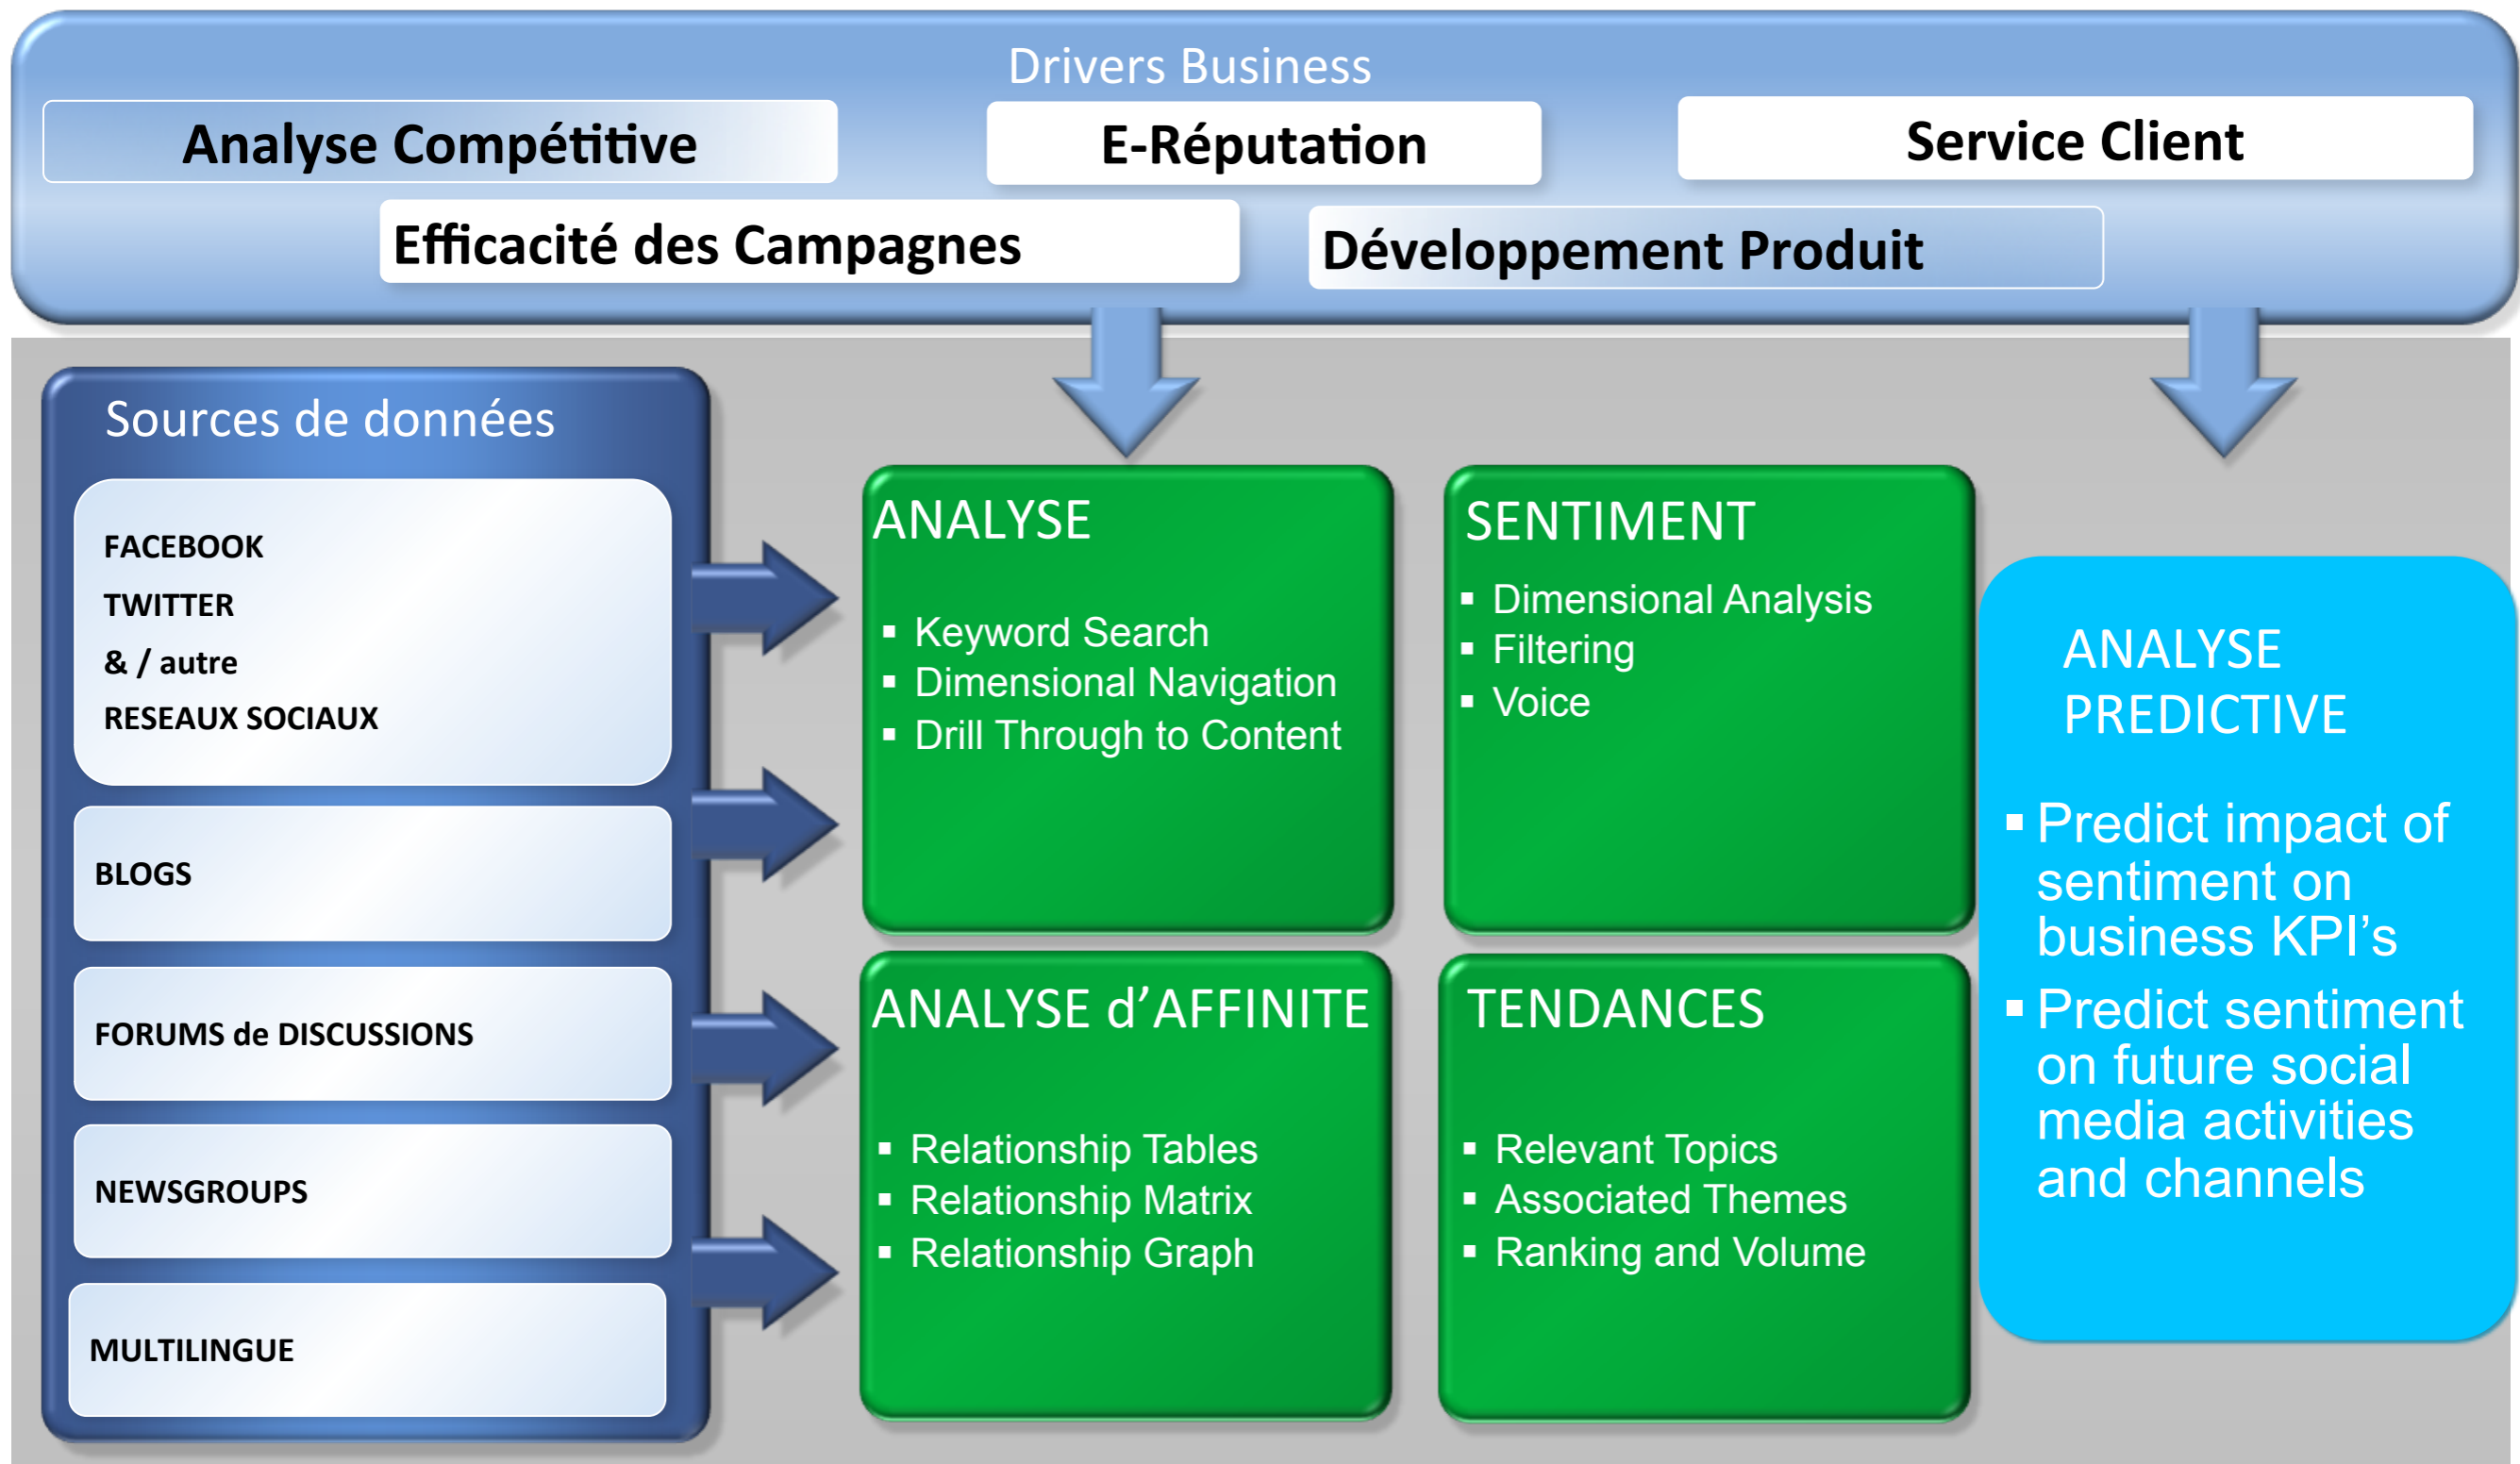 Drivers Business
Analyse Compétitive
E-Réputation
Service Client
Efficacité des Campagnes
Développement Produit
Sources de données
FACEBOOK
TWITTER
& / autre
RESEAUX SOCIAUX
BLOGS
FORUMS de DISCUSSIONS
NEWSGROUPS
MULTILINGUE
ANALYSE
▪ Keyword Search
▪ Dimensional Navigation
▪ Drill Through to Content
SENTIMENT
▪ Dimensional Analysis
▪ Filtering
▪ Voice
ANALYSE d’AFFINITE
▪ Relationship Tables
▪ Relationship Matrix
▪ Relationship Graph
TENDANCES
▪ Relevant Topics
▪ Associated Themes
▪ Ranking and Volume
ANALYSE
PREDICTIVE
▪ Predict impact of
sentiment on
business KPI’s
▪ Predict sentiment
on future social
media activities
and channels